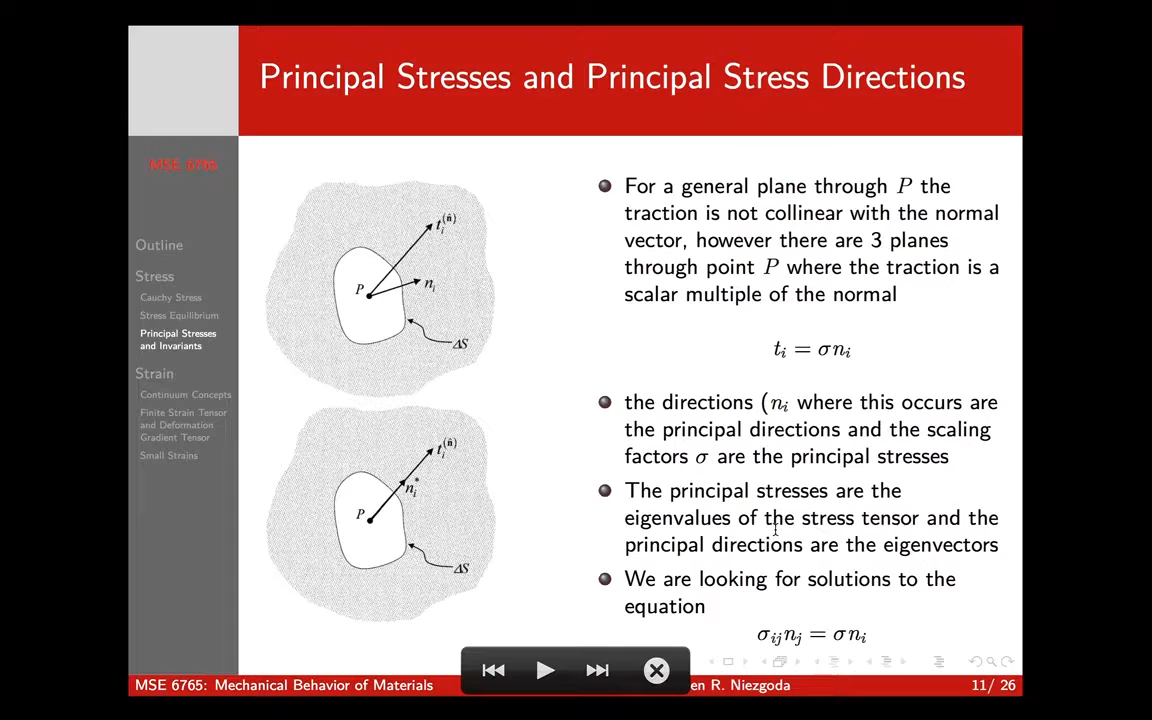 Principal Stresses and Principal Stress Directions
MSE 6765
Outline
Stress
Cauchy Stress
Stress Equilibrium
Principal Stresses
and Invariants
Strain
Continuum Concepts
Finite Strain Tensor
and Deformation
Gradient Tensor
Small Strains
t_i^(n̂)
P
n_i
ΔS
t_i^(n̂)
n_i^*
P
ΔS
For a general plane through P the
traction is not collinear with the normal
vector, however there are 3 planes
through point P where the traction is a
scalar multiple of the normal
t_i = σn_i
the directions (n_i where this occurs are
the principal directions and the scaling
factors σ are the principal stresses
The principal stresses are the
eigenvalues of the stress tensor and the
principal directions are the eigenvectors
We are looking for solutions to the
equation
σ_ij n_j = σn_i
MSE 6765: Mechanical Behavior of Materials
en R. Niezgoda
11/ 26